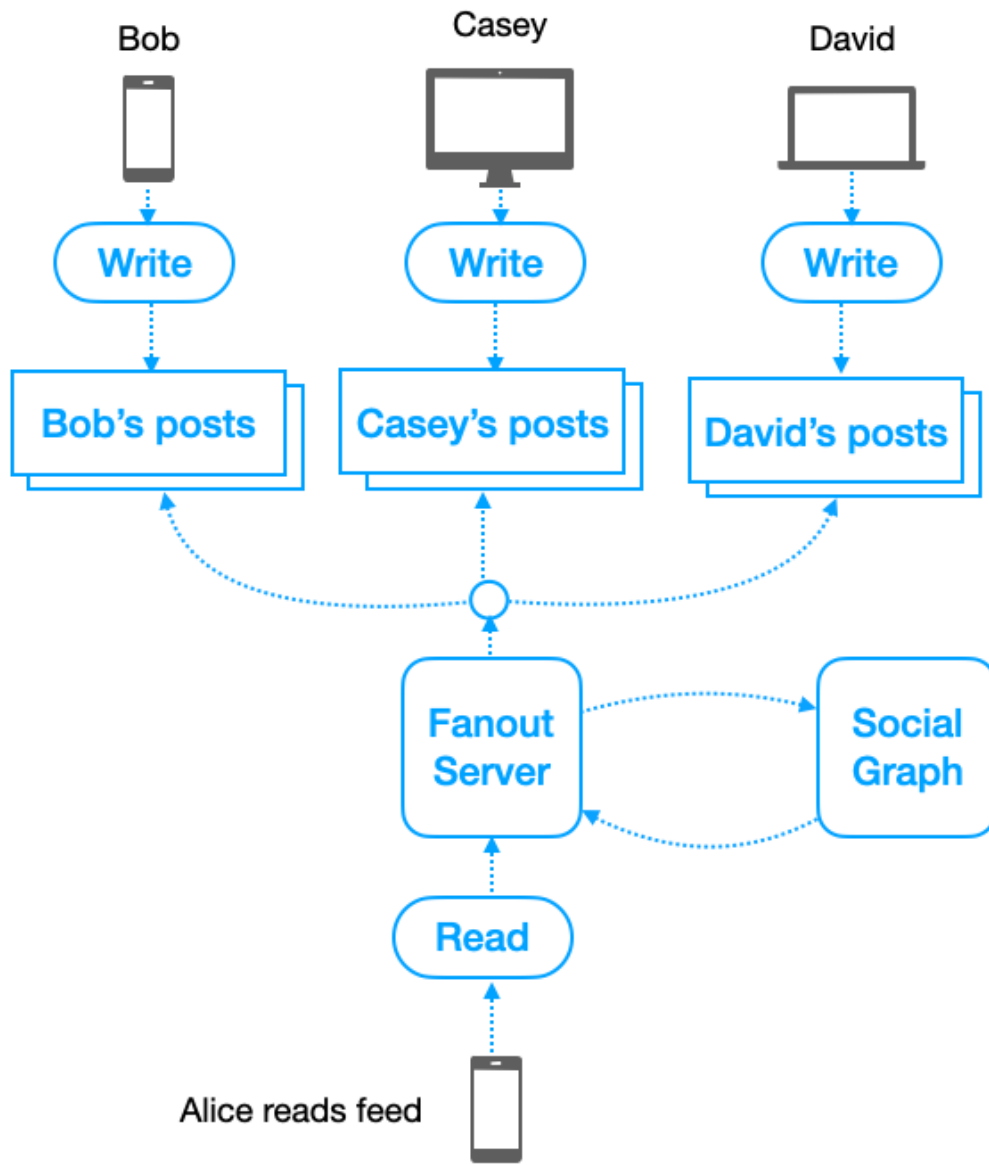 Bob
Casey
David
Write
Write
Write
Bob’s posts
Casey’s posts
David’s posts
Fanout
Server
Social
Graph
Read
Alice reads feed